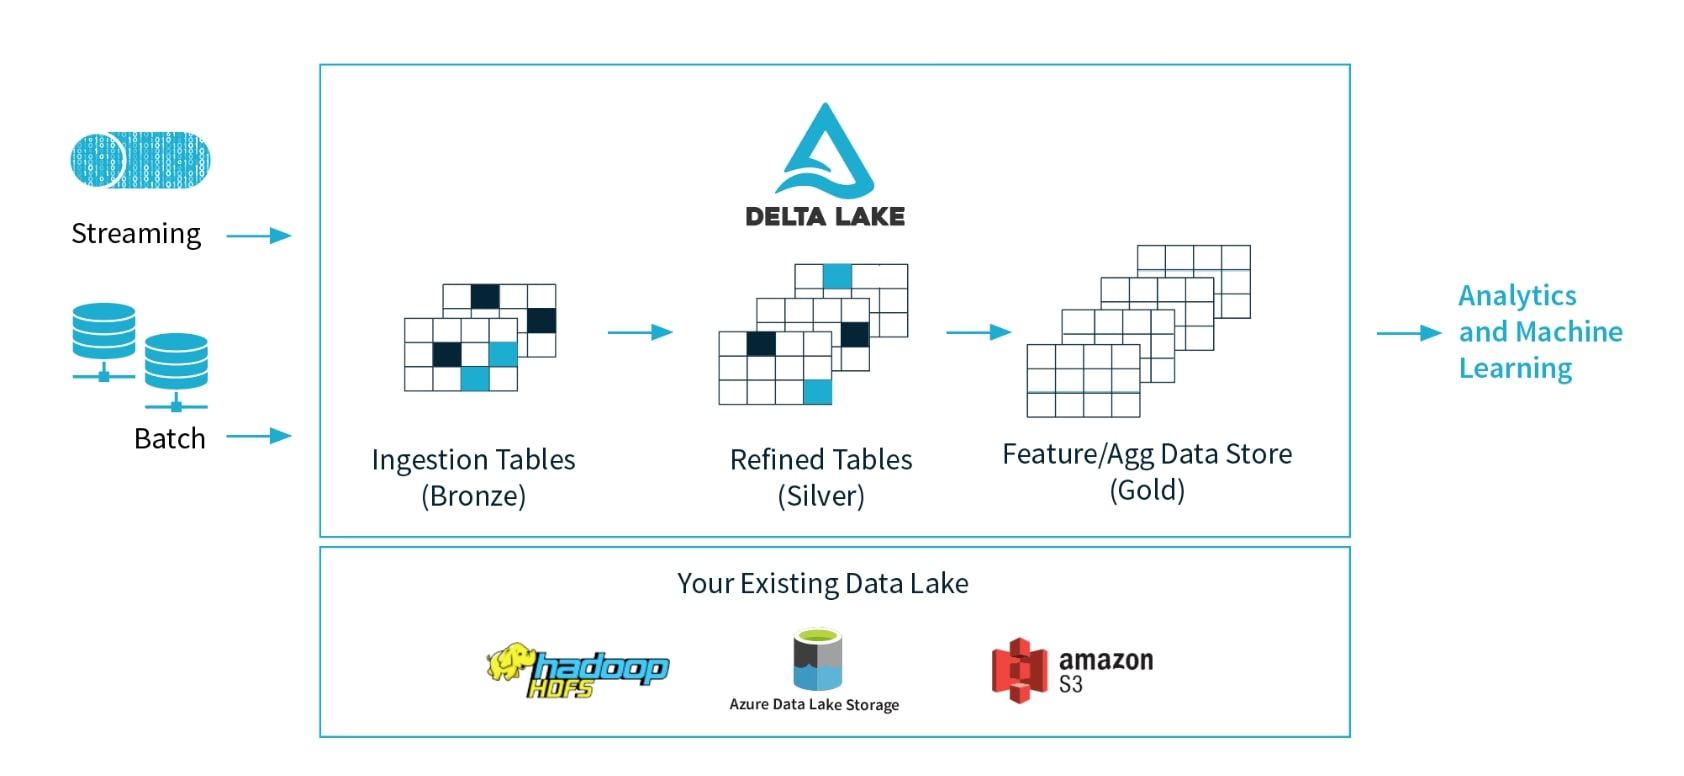 DELTA LAKE
Streaming
Batch
Ingestion Tables
(Bronze)
Refined Tables
(Silver)
Feature/Agg Data Store
(Gold)
Analytics
and Machine
Learning
Your Existing Data Lake
hadoop
HDFS
Azure Data Lake Storage
amazon
S3